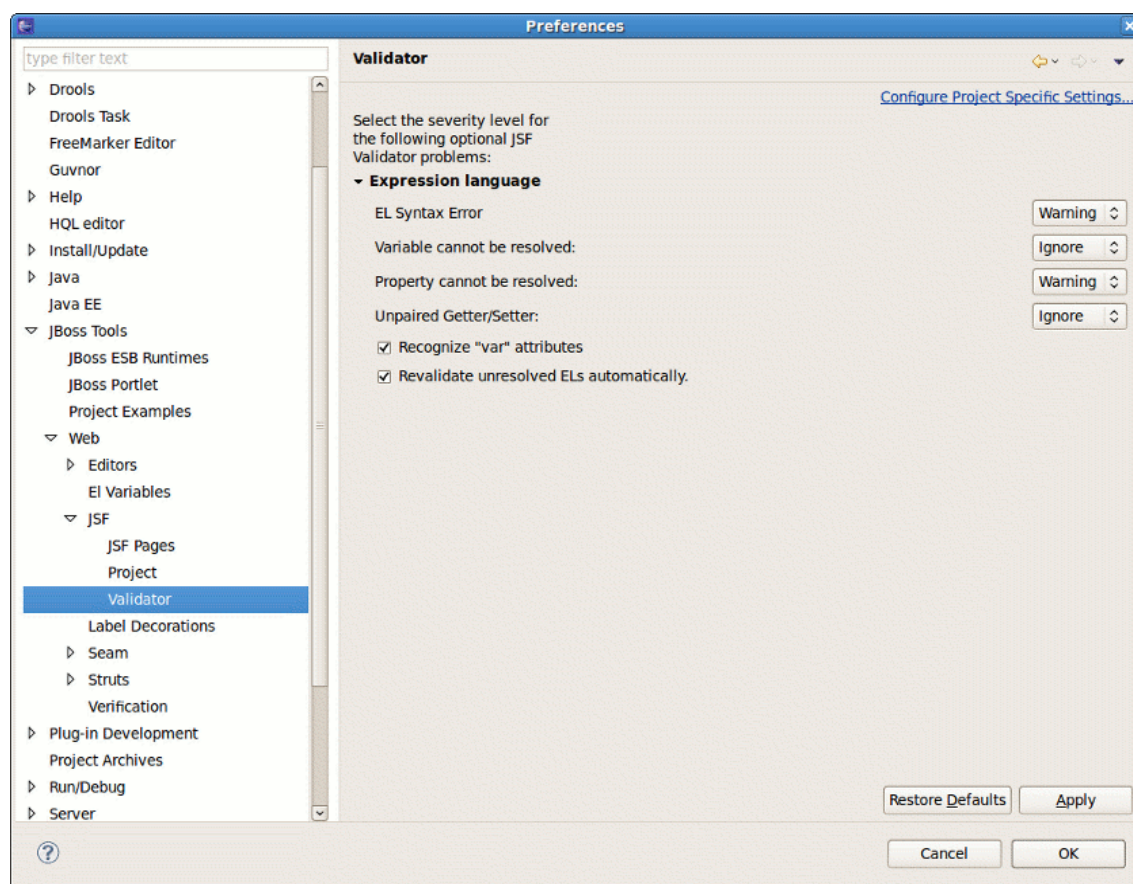 Preferences
type filter text
Drools
Drools Task
FreeMarker Editor
Guvnor
Help
HQL editor
Install/Update
Java
Java EE
JBoss Tools
JBoss ESB Runtimes
JBoss Portlet
Project Examples
Web
Editors
El Variables
JSF
JSF Pages
Project
Validator
Label Decorations
Seam
Struts
Verification
Plug-in Development
Project Archives
Run/Debug
Server
Validator
Configure Project Specific Settings...
Select the severity level for
the following optional JSF
Validator problems:
Expression language
EL Syntax Error Warning
Variable cannot be resolved: Ignore
Property cannot be resolved: Warning
Unpaired Getter/Setter: Ignore
Recognize "var" attributes
Revalidate unresolved ELs automatically.
Restore Defaults Apply
Cancel OK